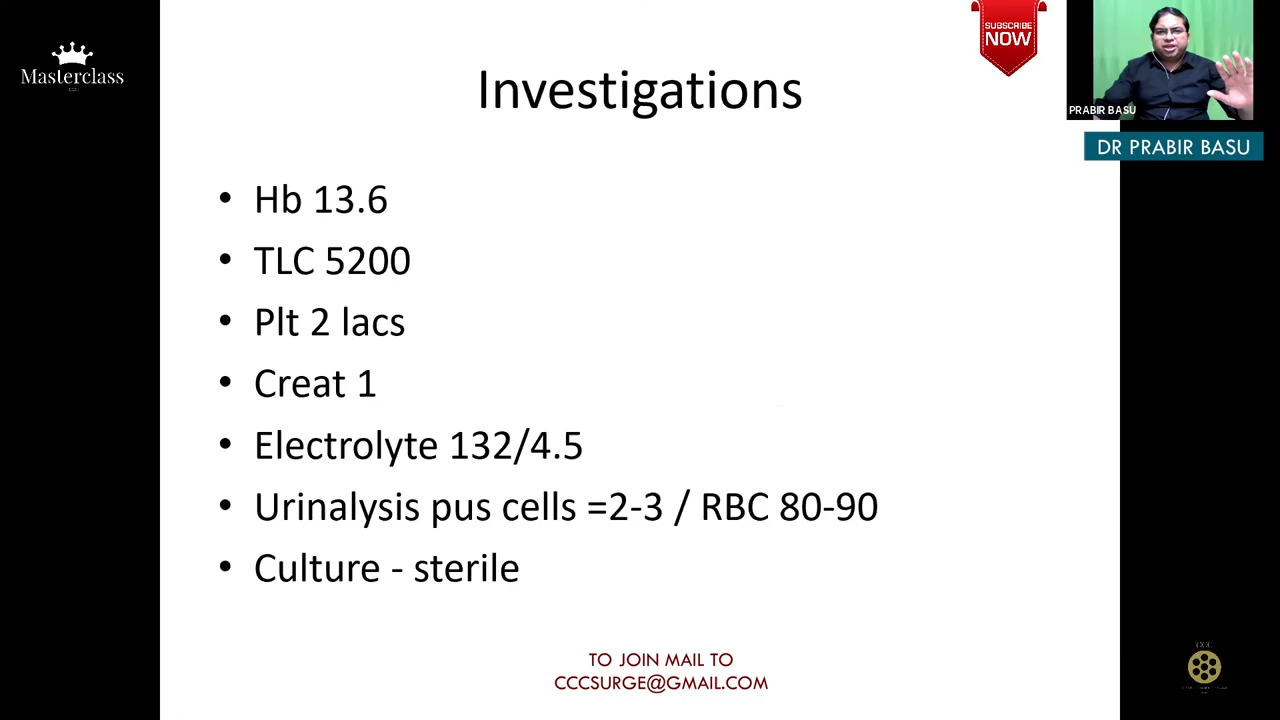 Masterclass
SUBSCRIBE
NOW
PRABIR BASU
DR PRABIR BASU
Investigations
• Hb 13.6
• TLC 5200
• Plt 2 lacs
• Creat 1
• Electrolyte 132/4.5
• Urinalysis pus cells =2-3 / RBC 80-90
• Culture - sterile
TO JOIN MAIL TO
CCCSURGE@GMAIL.COM
CCC